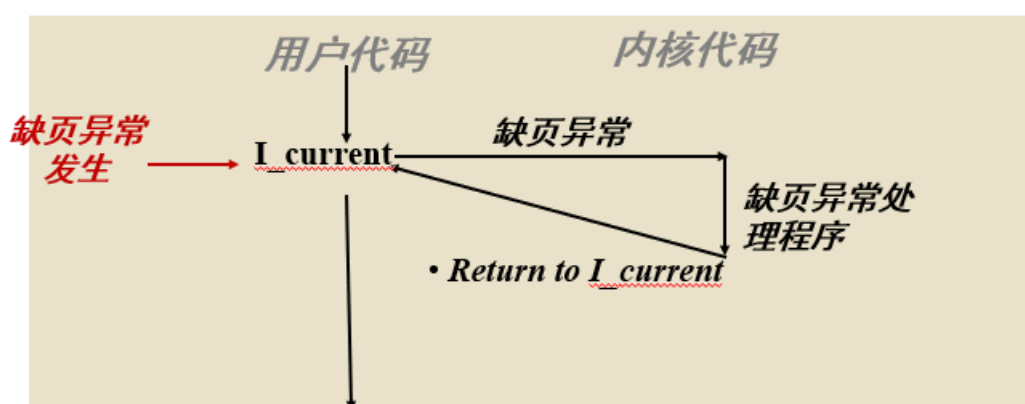 用户代码
内核代码
缺页异常
发生
I_current
缺页异常
缺页异常处
理程序
• Return to I_current